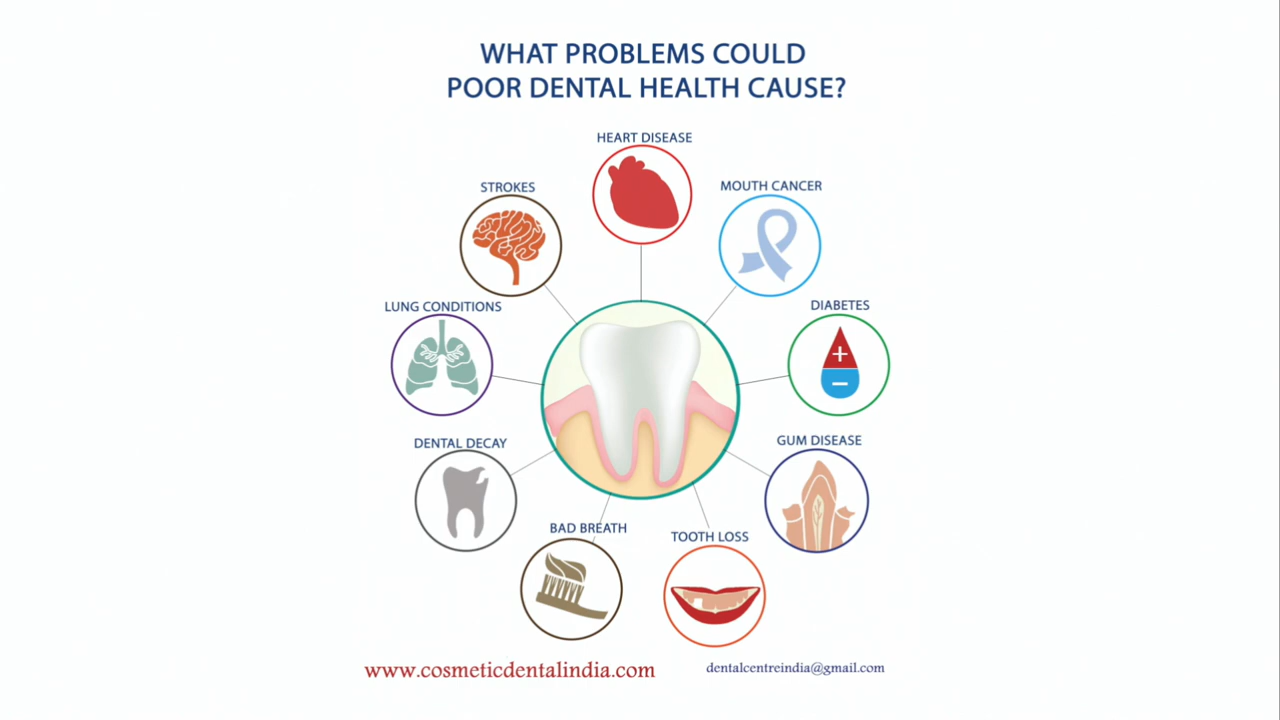 WHAT PROBLEMS COULD
POOR DENTAL HEALTH CAUSE?
HEART DISEASE
STROKES
MOUTH CANCER
LUNG CONDITIONS
DIABETES
DENTAL DECAY
GUM DISEASE
BAD BREATH
TOOTH LOSS
www.cosmeticdentalindia.com
dentalcentreindia@gmail.com